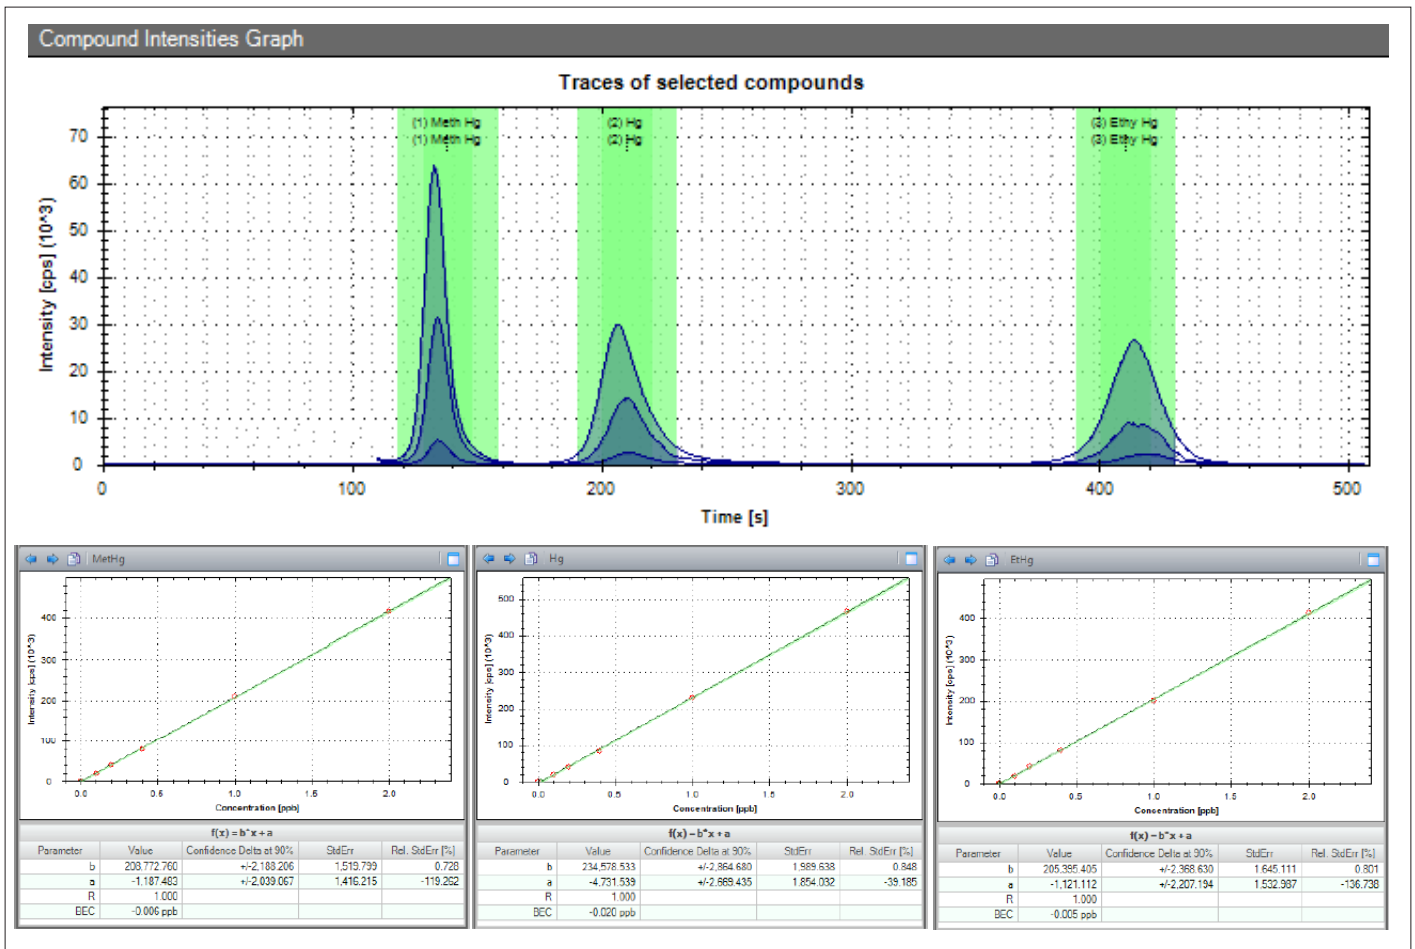 Compound Intensities Graph
Traces of selected compounds
(1) Meth Hg
(1) Meth Hg
(2) Hg
(2) Hg
(3) Ethy Hg
(3) Ethy Hg
Intensity [cps] (10^3)
70
60
50
40
30
20
10
0
0 100 200 300 400 500
Time [s]
MetHg
Intensity [cps] (10^3)
400
300
200
100
0
0.0 0.5 1.0 1.5 2.0
Concentration [ppb]
f(x) = b*x + a
Parameter Value Confidence Delta at 90% StdErr Rel. StdErr [%]
b 208,772.760 +/-2,188.206 1,519.799 0.728
a -1,187.483 +/-2,039.067 1,416.215 -119.262
R 1.000
BEC -0.006 ppb
Hg
Intensity [cps] (10^3)
500
400
300
200
100
0
0.0 0.5 1.0 1.5 2.0
Concentration [ppb]
f(x) = b*x + a
Parameter Value Confidence Delta at 90% StdErr Rel. StdErr [%]
b 234,578.533 +/-2,864.680 1,989.638 0.848
a -4,731.539 +/-2,669.435 1,854.032 -39.185
R 1.000
BEC -0.020 ppb
EtHg
Intensity [cps] (10^3)
400
300
200
100
0
0.0 0.5 1.0 1.5 2.0
Concentration [ppb]
f(x) = b*x + a
Parameter Value Confidence Delta at 90% StdErr Rel. StdErr [%]
b 205,395.405 +/-2,368.630 1,645.111 0.801
a -1,121.112 +/-2,207.194 1,532.987 -136.738
R 1.000
BEC -0.005 ppb